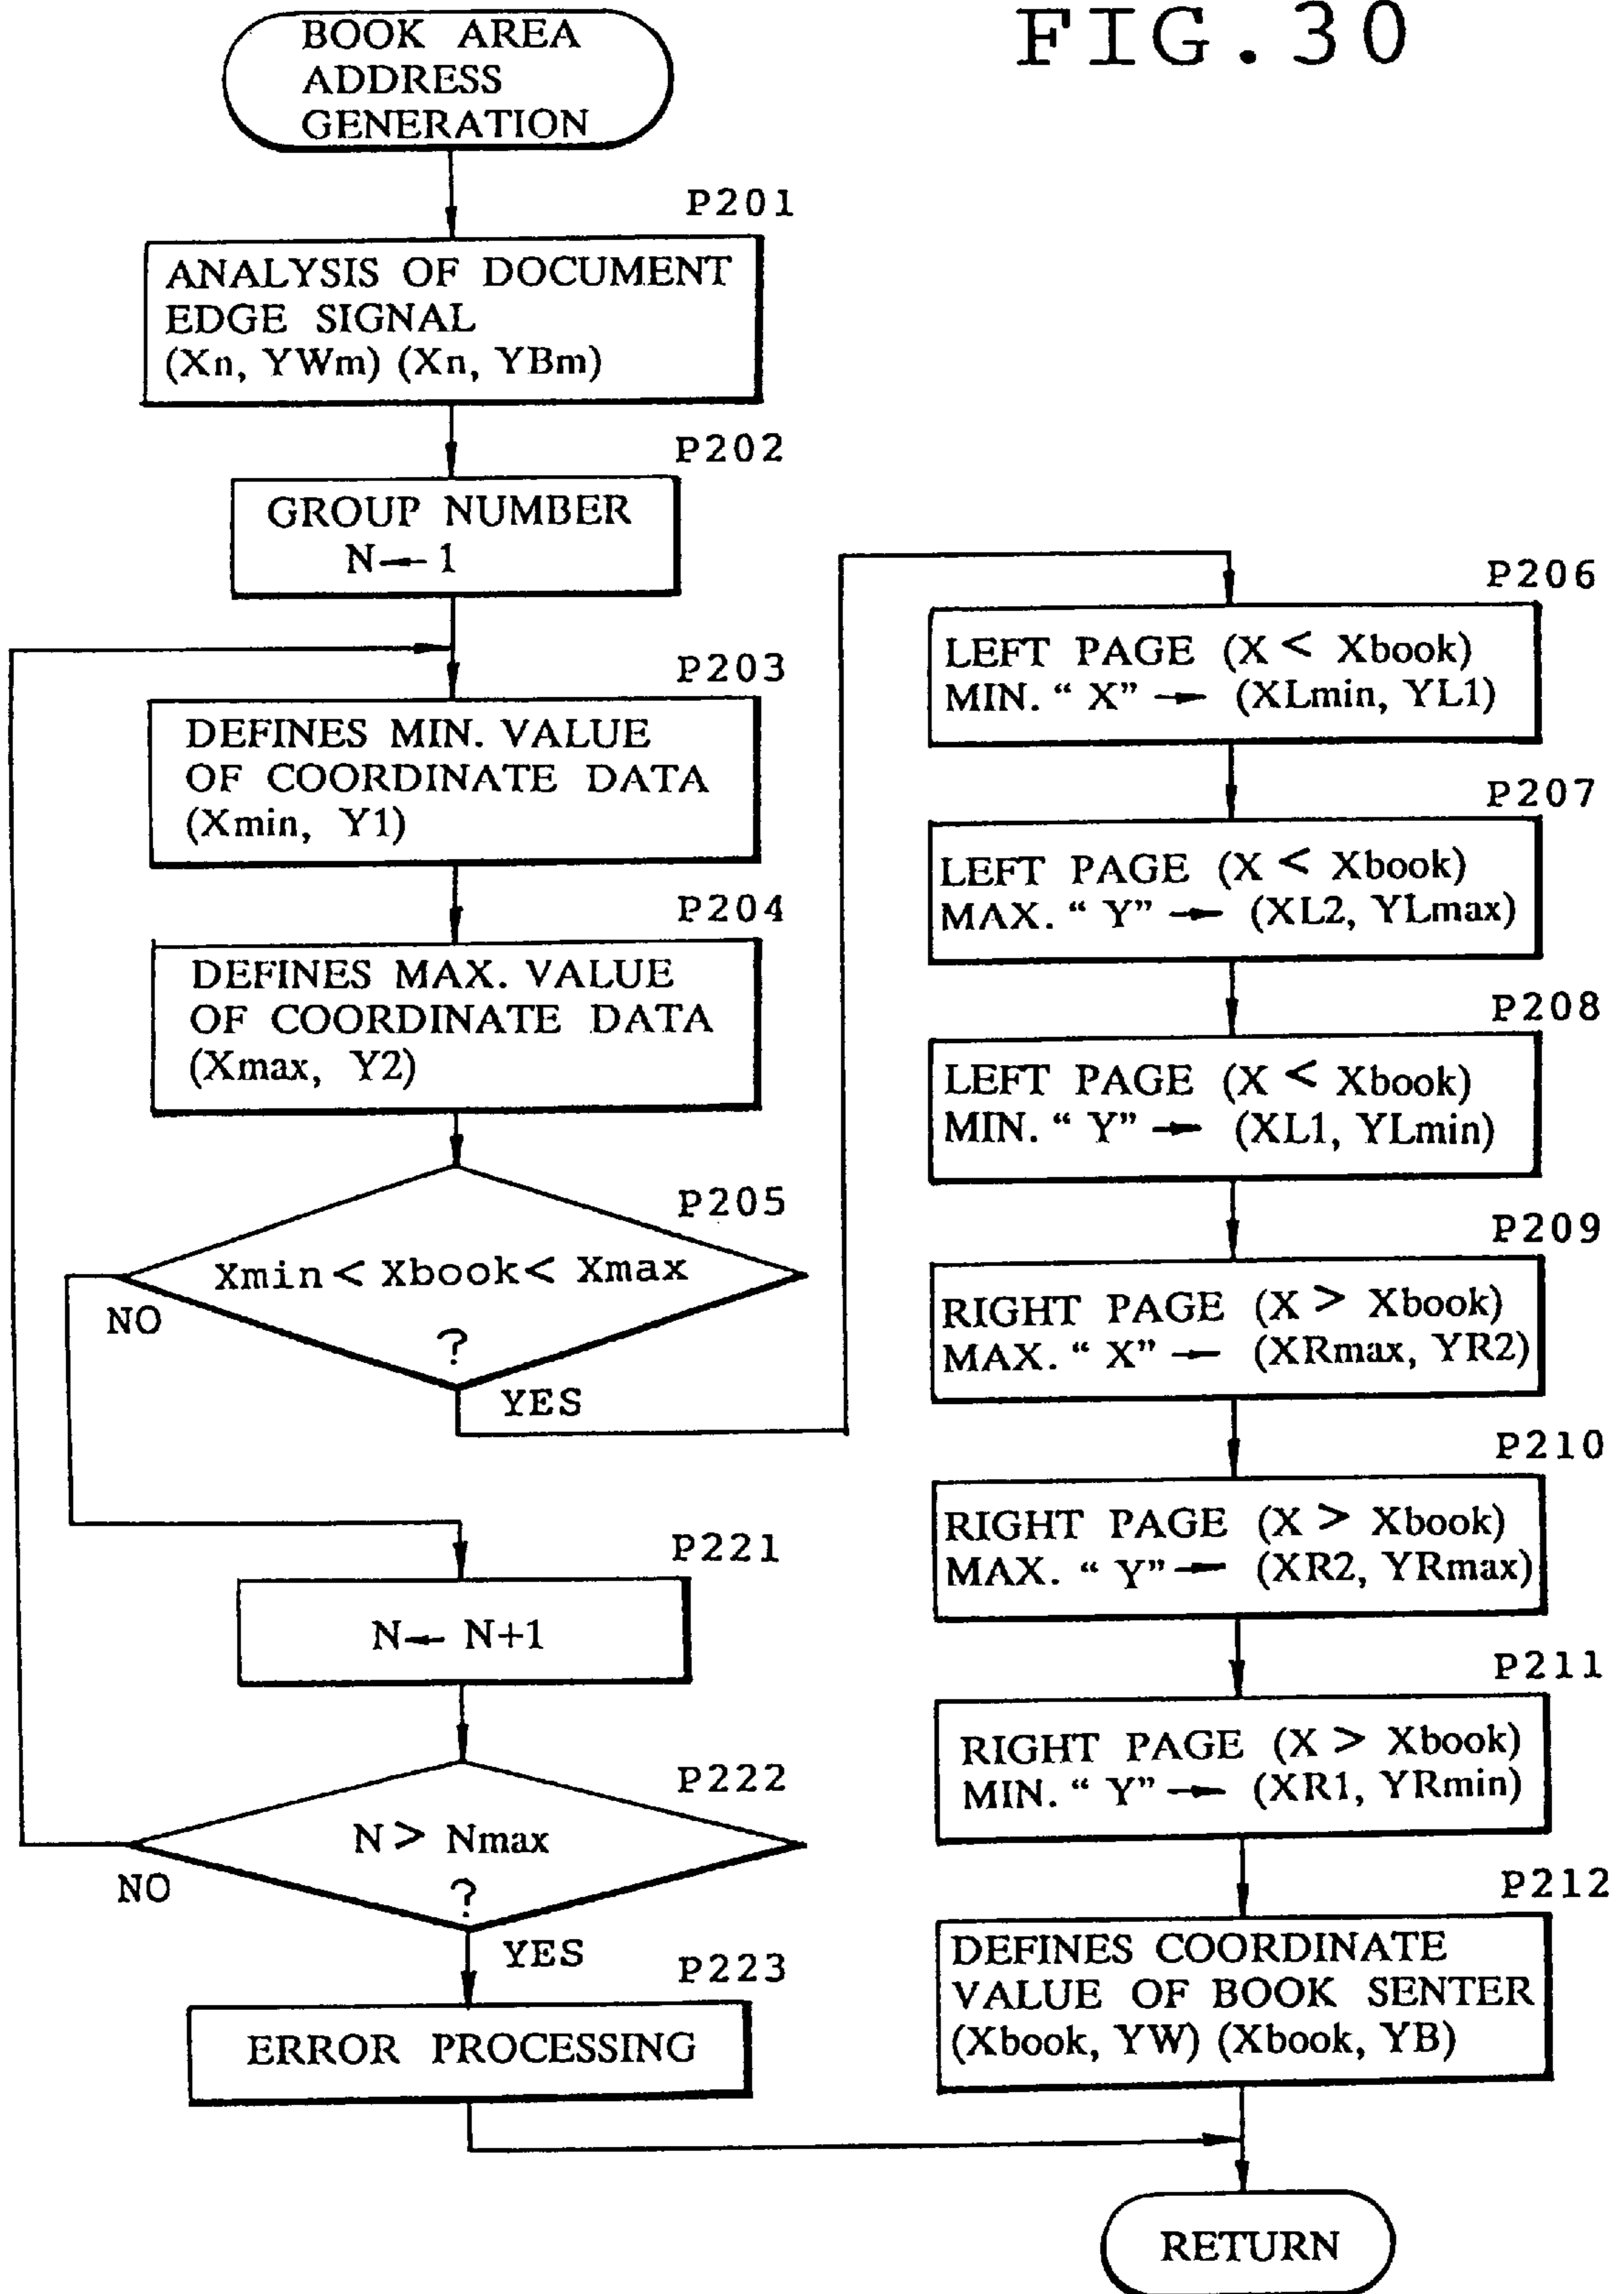 FIG.30
BOOK AREA
ADDRESS
GENERATION
P201
ANALYSIS OF DOCUMENT
EDGE SIGNAL
(Xn, YWm) (Xn, YBm)
P202
GROUP NUMBER
N←1
P203
DEFINES MIN. VALUE
OF COORDINATE DATA
(Xmin, Y1)
P204
DEFINES MAX. VALUE
OF COORDINATE DATA
(Xmax, Y2)
P205
Xmin < Xbook < Xmax
?
NO
YES
P221
N← N+1
P222
N > Nmax
?
NO
YES
P223
ERROR PROCESSING
P206
LEFT PAGE (X < Xbook)
MIN. “ X” → (XLmin, YL1)
P207
LEFT PAGE (X < Xbook)
MAX. “ Y” → (XL2, YLmax)
P208
LEFT PAGE (X < Xbook)
MIN. “ Y” → (XL1, YLmin)
P209
RIGHT PAGE (X > Xbook)
MAX. “ X” → (XRmax, YR2)
P210
RIGHT PAGE (X > Xbook)
MAX. “ Y” → (XR2, YRmax)
P211
RIGHT PAGE (X > Xbook)
MIN. “ Y” → (XR1, YRmin)
P212
DEFINES COORDINATE
VALUE OF BOOK SENTER
(Xbook, YW) (Xbook, YB)
RETURN